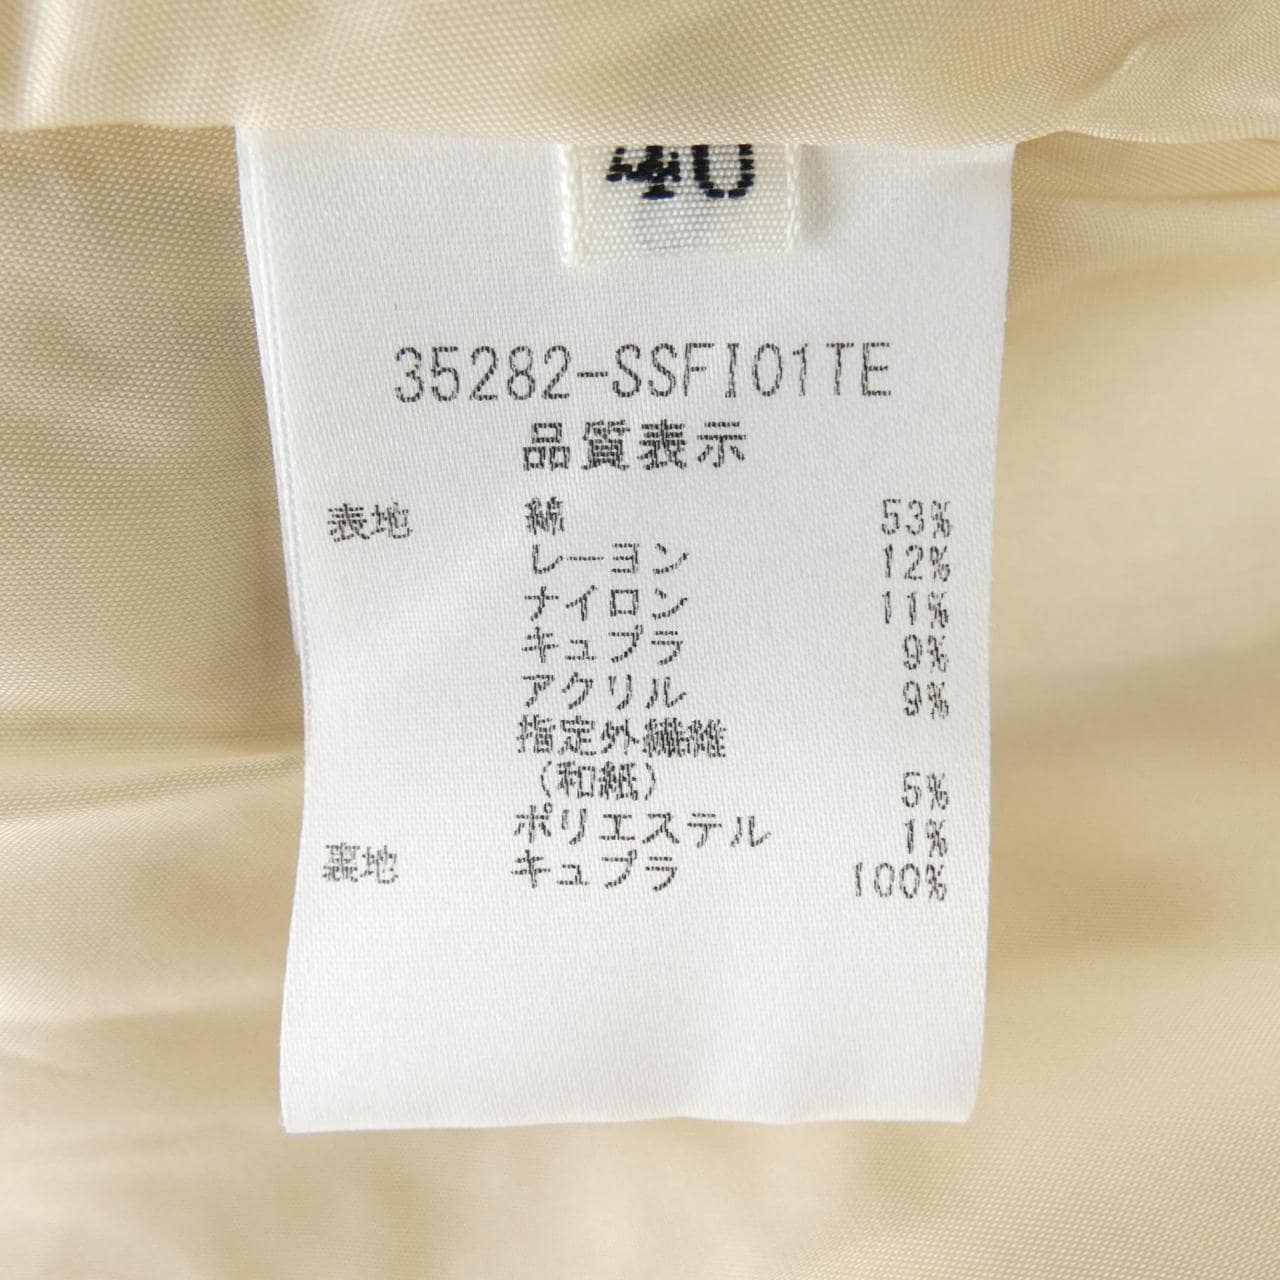 40
35282-SSFI01TE
品質表示
表地 綿 53%
レーヨン 12%
ナイロン 11%
キュプラ 9%
アクリル 9%
指定外繊維
(和紙) 5%
ポリエステル 1%
裏地 キュプラ 100%